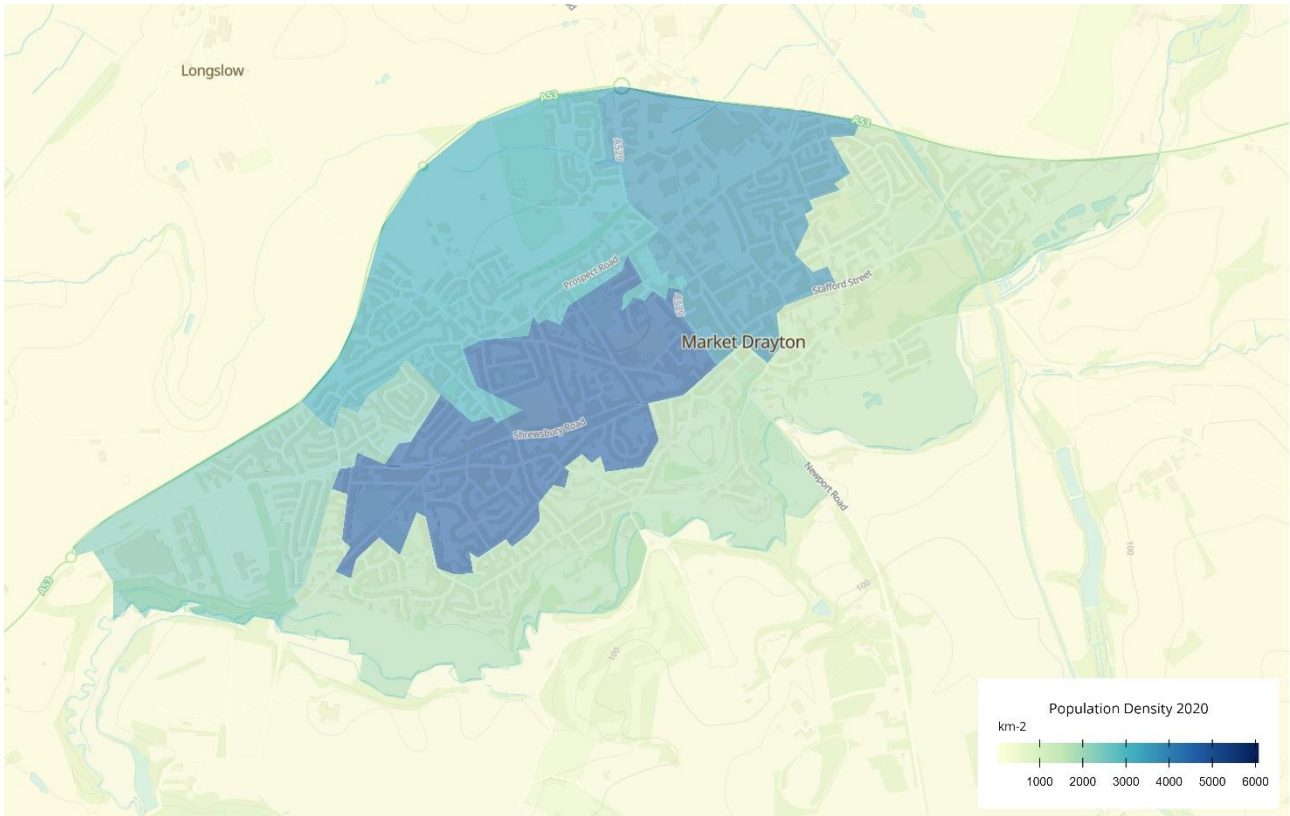 Longslow
A53
A53
A529
Prospect Road
Stafford Street
A529
Market Drayton
Shrewsbury Road
Newport Road
100
A53
100
100
Population Density 2020
km-2
1000 2000 3000 4000 5000 6000